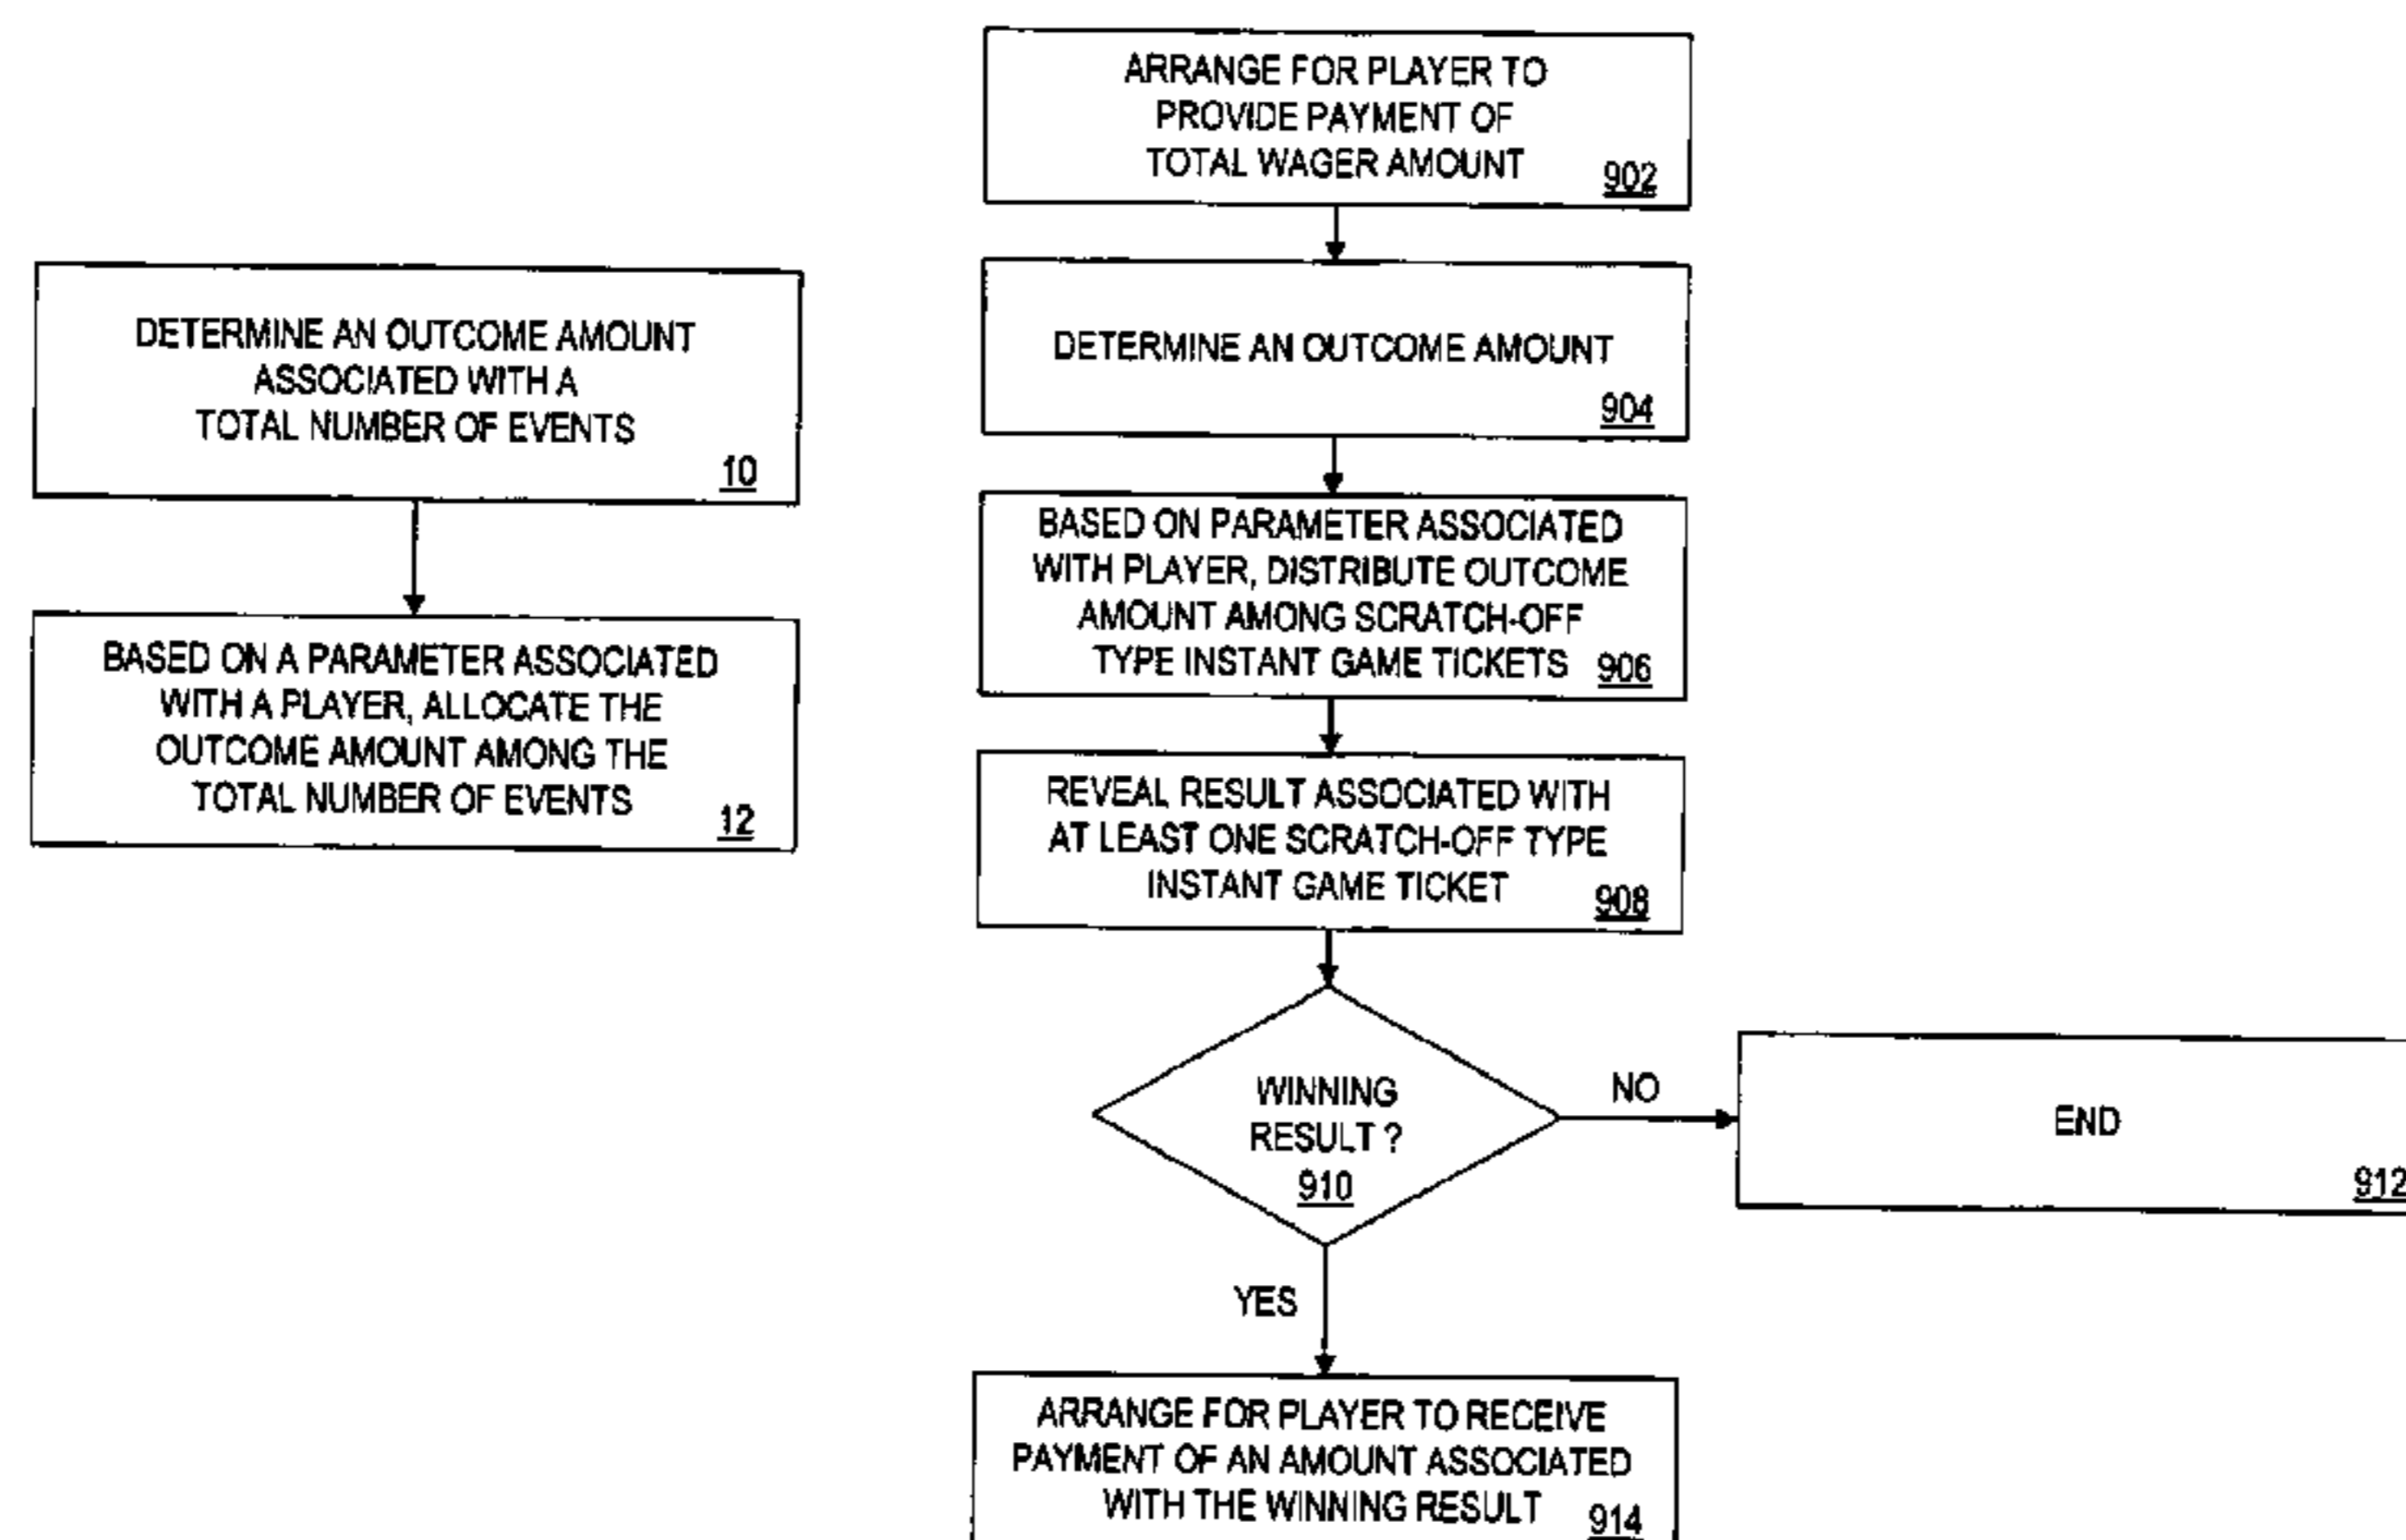 DETERMINE AN OUTCOME AMOUNT
ASSOCIATED WITH A
TOTAL NUMBER OF EVENTS
10
BASED ON A PARAMETER ASSOCIATED
WITH A PLAYER, ALLOCATE THE
OUTCOME AMOUNT AMONG THE
TOTAL NUMBER OF EVENTS
12
ARRANGE FOR PLAYER TO
PROVIDE PAYMENT OF
TOTAL WAGER AMOUNT
902
DETERMINE AN OUTCOME AMOUNT
904
BASED ON PARAMETER ASSOCIATED
WITH PLAYER, DISTRIBUTE OUTCOME
AMOUNT AMONG SCRATCH-OFF
TYPE INSTANT GAME TICKETS
906
REVEAL RESULT ASSOCIATED WITH
AT LEAST ONE SCRATCH-OFF TYPE
INSTANT GAME TICKET
908
WINNING
RESULT ?
910
NO
END
912
YES
ARRANGE FOR PLAYER TO RECEIVE
PAYMENT OF AN AMOUNT ASSOCIATED
WITH THE WINNING RESULT
914